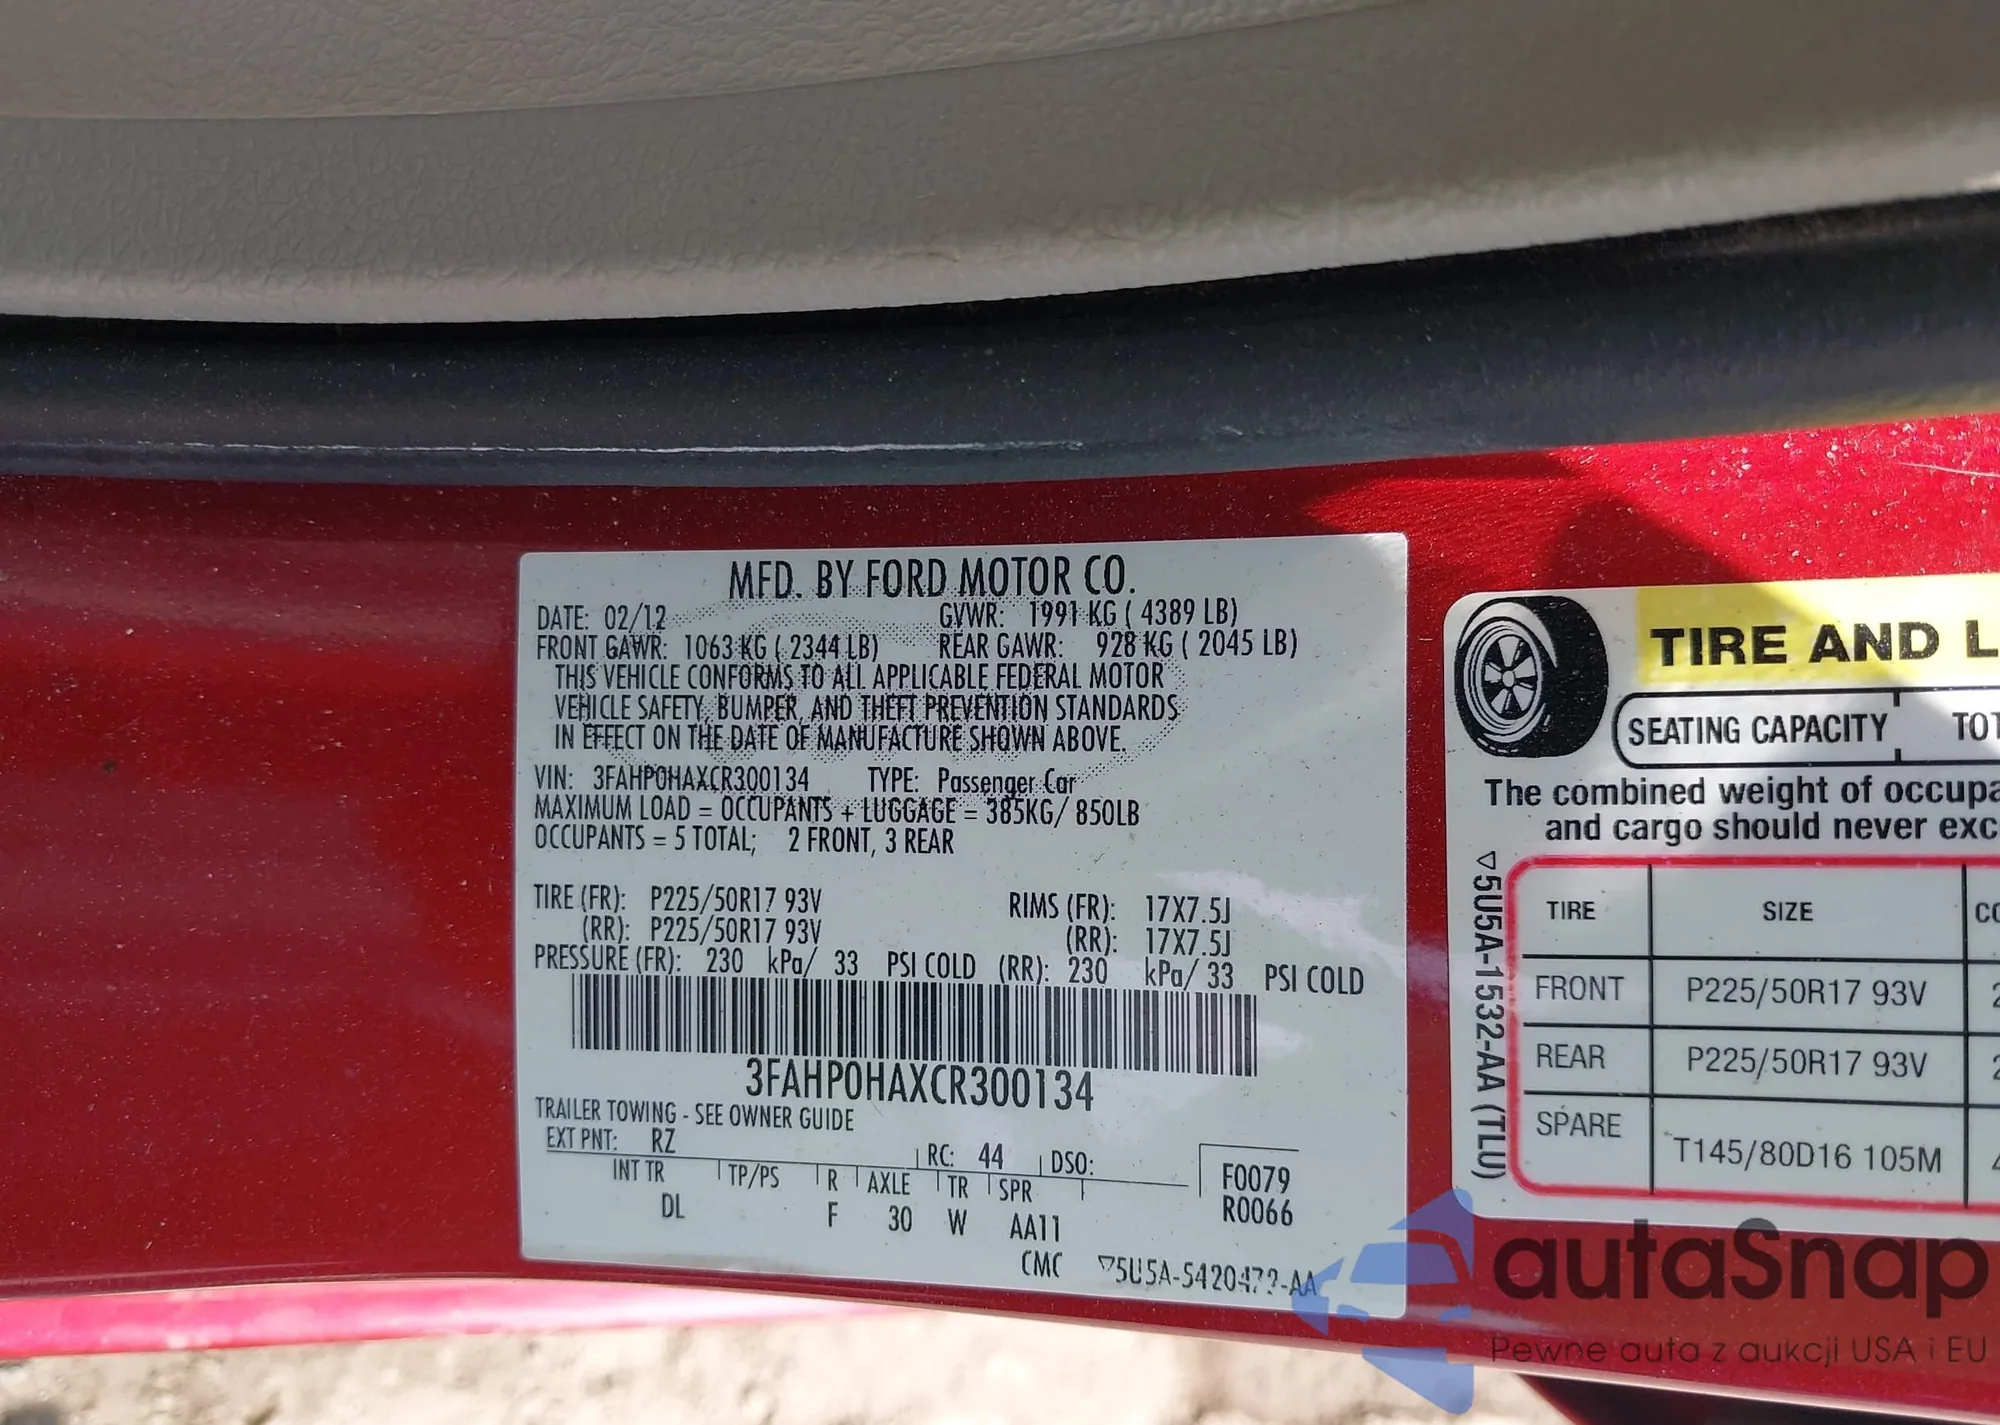 MFD. BY FORD MOTOR CO.
DATE: 02/12 GVWR: 1991 KG ( 4389 LB)
FRONT GAWR: 1063 KG ( 2344 LB) REAR GAWR: 928 KG ( 2045 LB)
THIS VEHICLE CONFORMS TO ALL APPLICABLE FEDERAL MOTOR
VEHICLE SAFETY, BUMPER, AND THEFT PREVENTION STANDARDS
IN EFFECT ON THE DATE OF MANUFACTURE SHOWN ABOVE.
VIN: 3FAHP0HAXCR300134 TYPE: Passenger Car
MAXIMUM LOAD = OCCUPANTS + LUGGAGE = 385KG/ 850LB
OCCUPANTS = 5 TOTAL; 2 FRONT, 3 REAR
TIRE (FR): P225/50R17 93V RIMS (FR): 17X7.5J
(RR): P225/50R17 93V (RR): 17X7.5J
PRESSURE (FR): 230 kPa/ 33 PSI COLD (RR): 230 kPa/ 33 PSI COLD
3FAHP0HAXCR300134
TRAILER TOWING - SEE OWNER GUIDE
EXT PNT: RZ RC: 44 DSO:
INT TR TP/PS R AXLE TR SPR F0079
DL F 30 W AA11 R0066
CMC ▽5U5A-5420472-AA
TIRE AND L
SEATING CAPACITY TOT
The combined weight of occupa
and cargo should never exc
▽5U5A-1532-AA (TLU)
TIRE SIZE CO
FRONT P225/50R17 93V 2
REAR P225/50R17 93V 2
SPARE T145/80D16 105M 4
autaSnap
Pewne auta z aukcji USA i EU